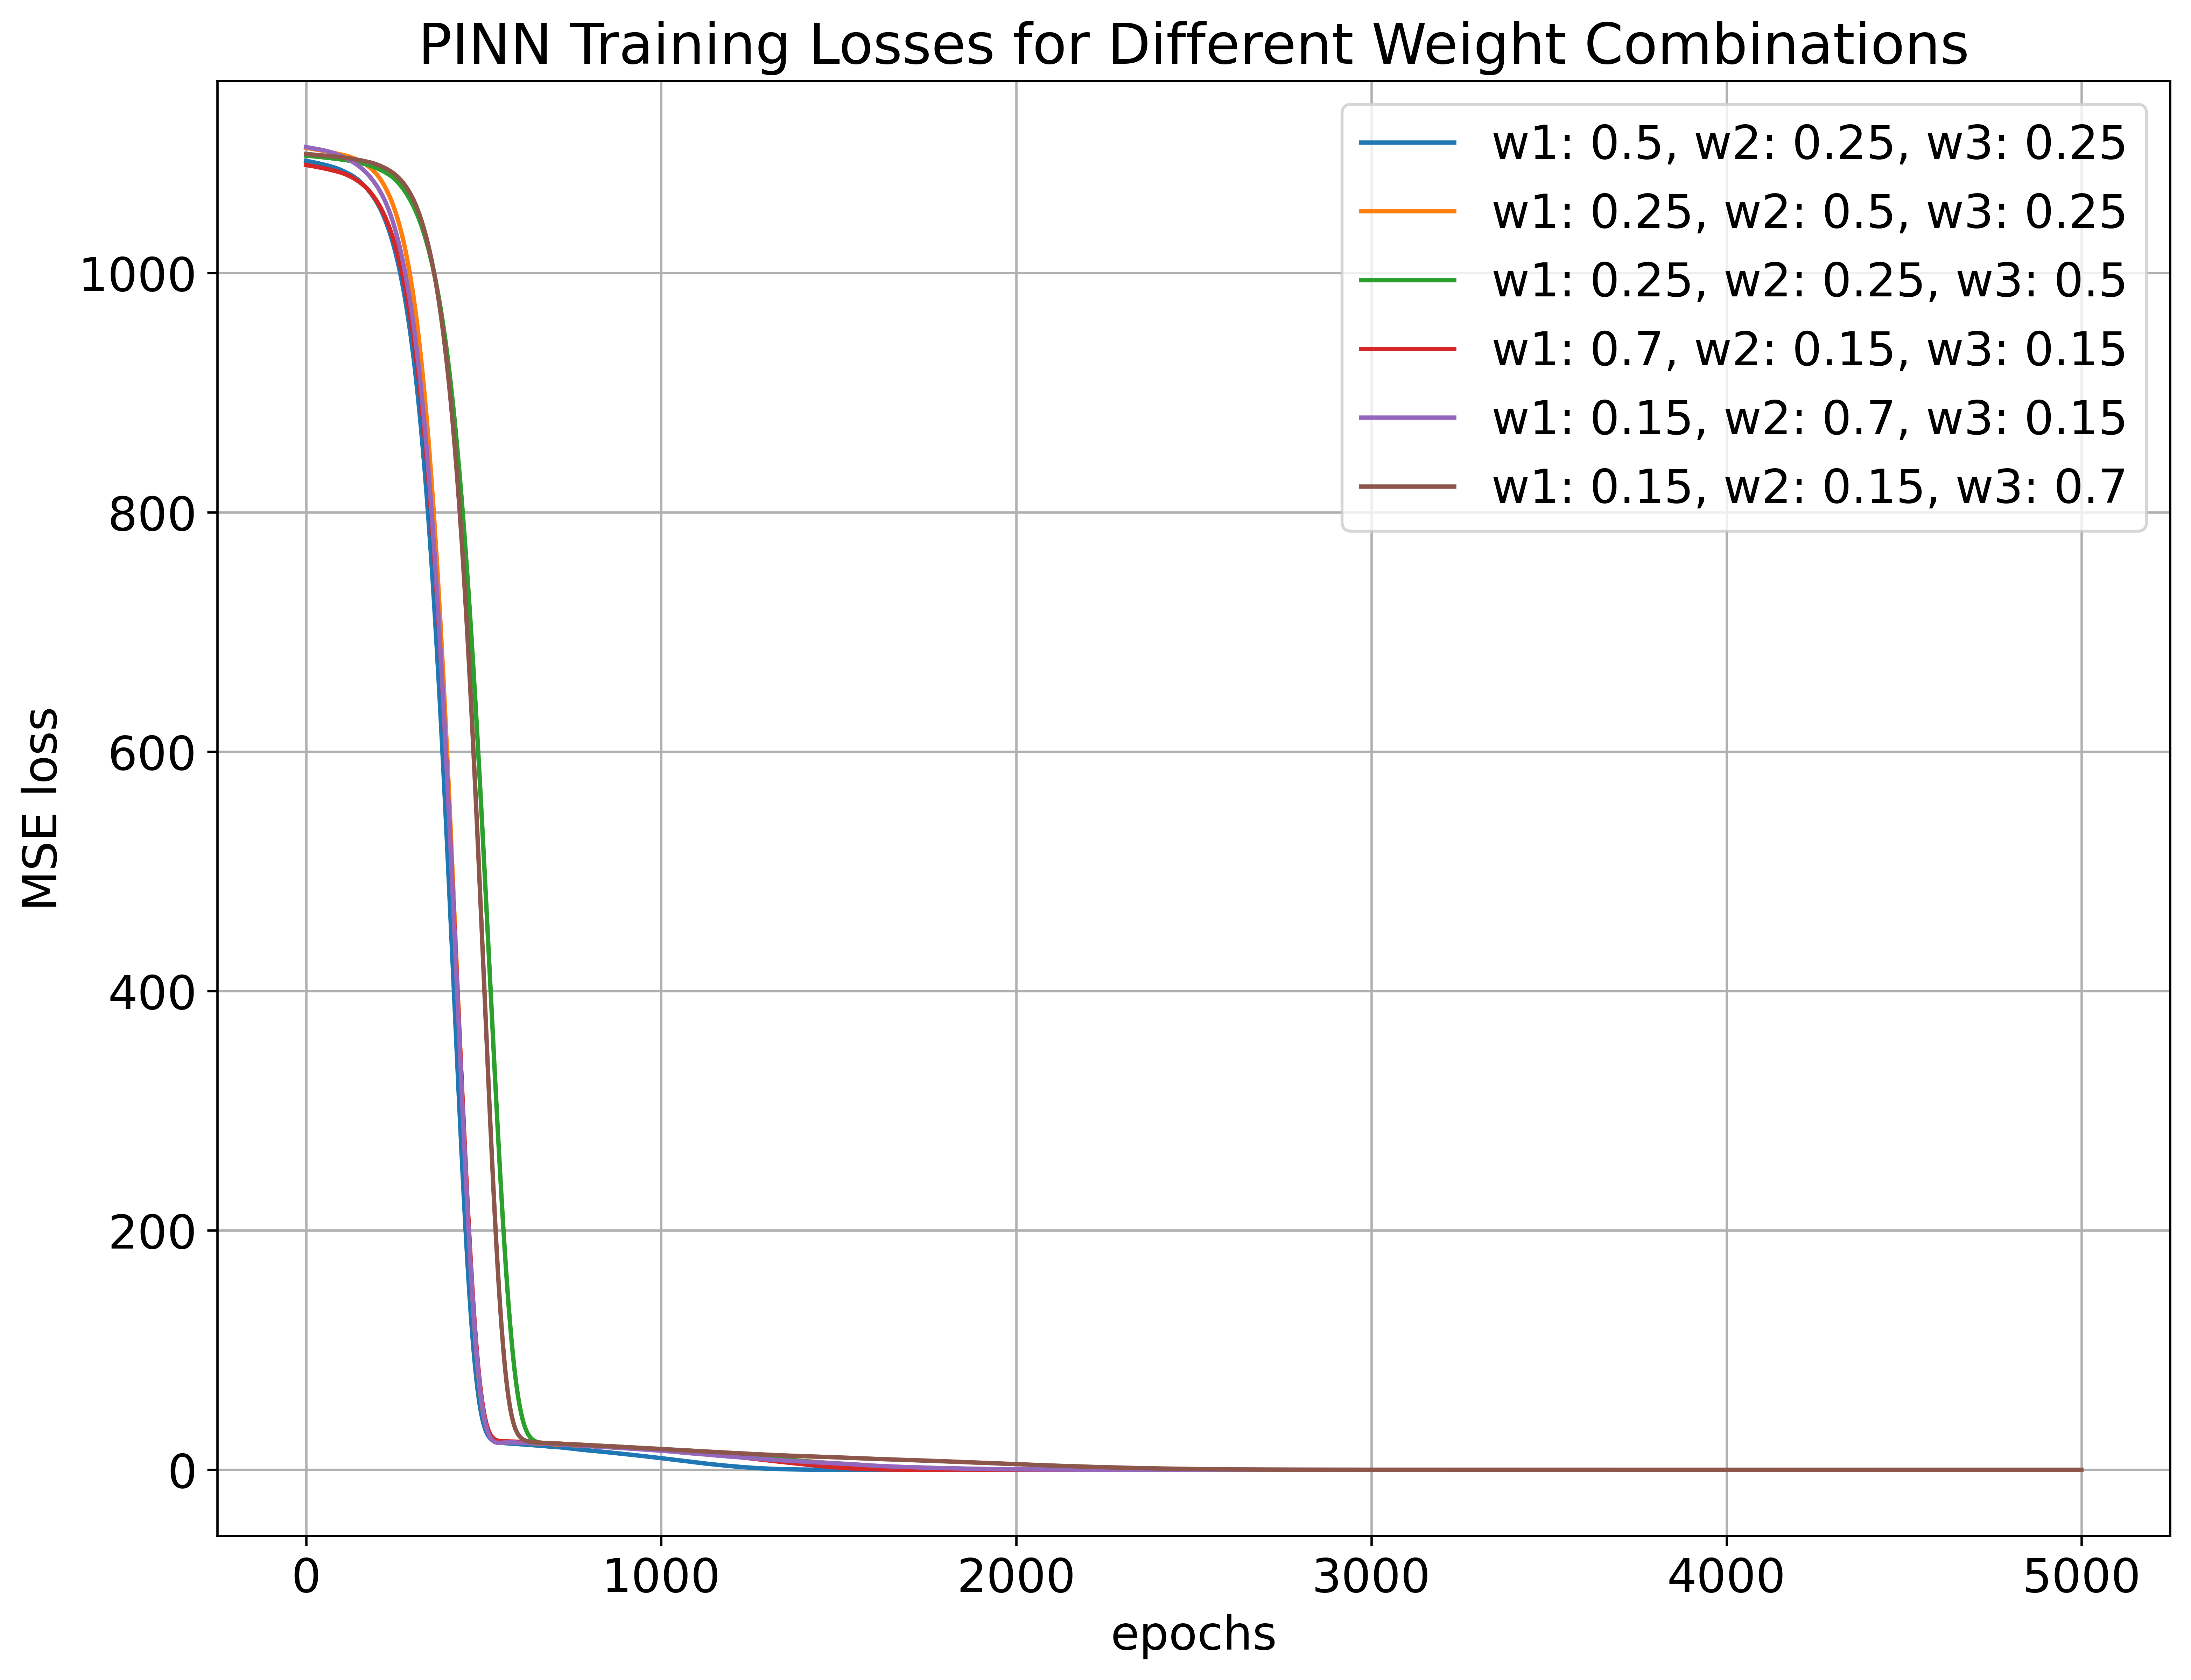 PINN Training Losses for Different Weight Combinations
w1: 0.5, w2: 0.25, w3: 0.25
w1: 0.25, w2: 0.5, w3: 0.25
w1: 0.25, w2: 0.25, w3: 0.5
w1: 0.7, w2: 0.15, w3: 0.15
w1: 0.15, w2: 0.7, w3: 0.15
w1: 0.15, w2: 0.15, w3: 0.7
MSE loss
1000
800
600
400
200
0
0 1000 2000 3000 4000 5000
epochs